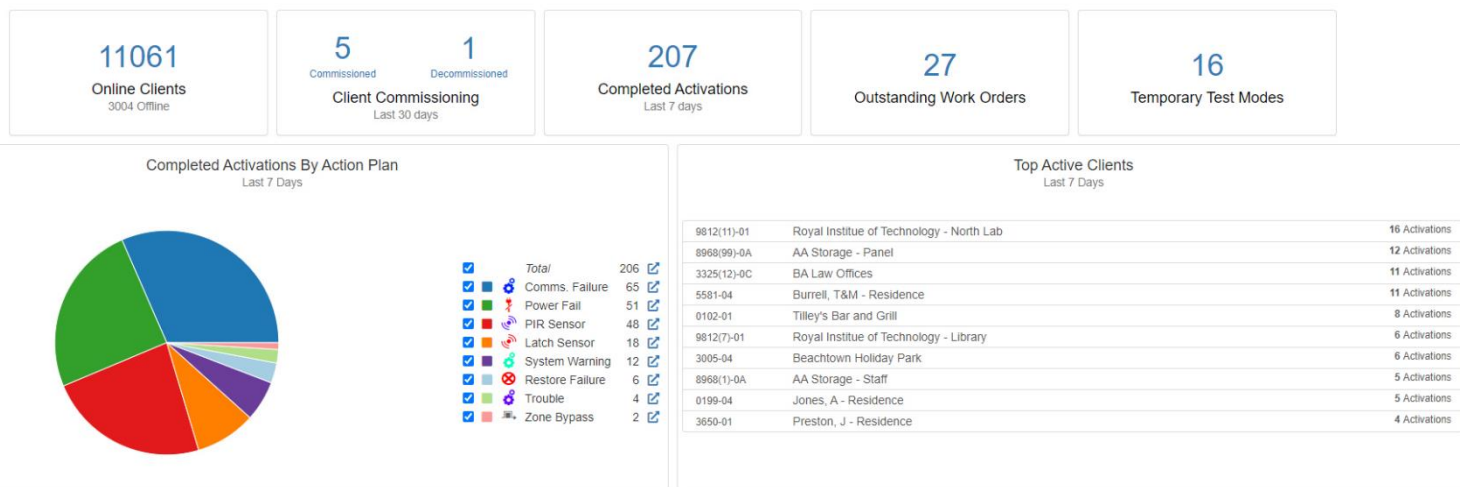 11061
Online Clients
3004 Offline
5
Commissioned
1
Decommissioned
Client Commissioning
Last 30 days
207
Completed Activations
Last 7 days
27
Outstanding Work Orders
16
Temporary Test Modes
Completed Activations By Action Plan
Last 7 Days
Total 206
Comms. Failure 65
Power Fail 51
PIR Sensor 48
Latch Sensor 18
System Warning 12
Restore Failure 6
Trouble 4
Zone Bypass 2
Top Active Clients
Last 7 Days
9812(11)-01 Royal Institue of Technology - North Lab 16 Activations
8968(99)-0A AA Storage - Panel 12 Activations
3325(12)-0C BA Law Offices 11 Activations
5581-04 Burrell, T&M - Residence 11 Activations
0102-01 Tilley's Bar and Grill 8 Activations
9812(7)-01 Royal Institue of Technology - Library 6 Activations
3005-04 Beachtown Holiday Park 6 Activations
8968(1)-0A AA Storage - Staff 5 Activations
0199-04 Jones, A - Residence 5 Activations
3650-01 Preston, J - Residence 4 Activations